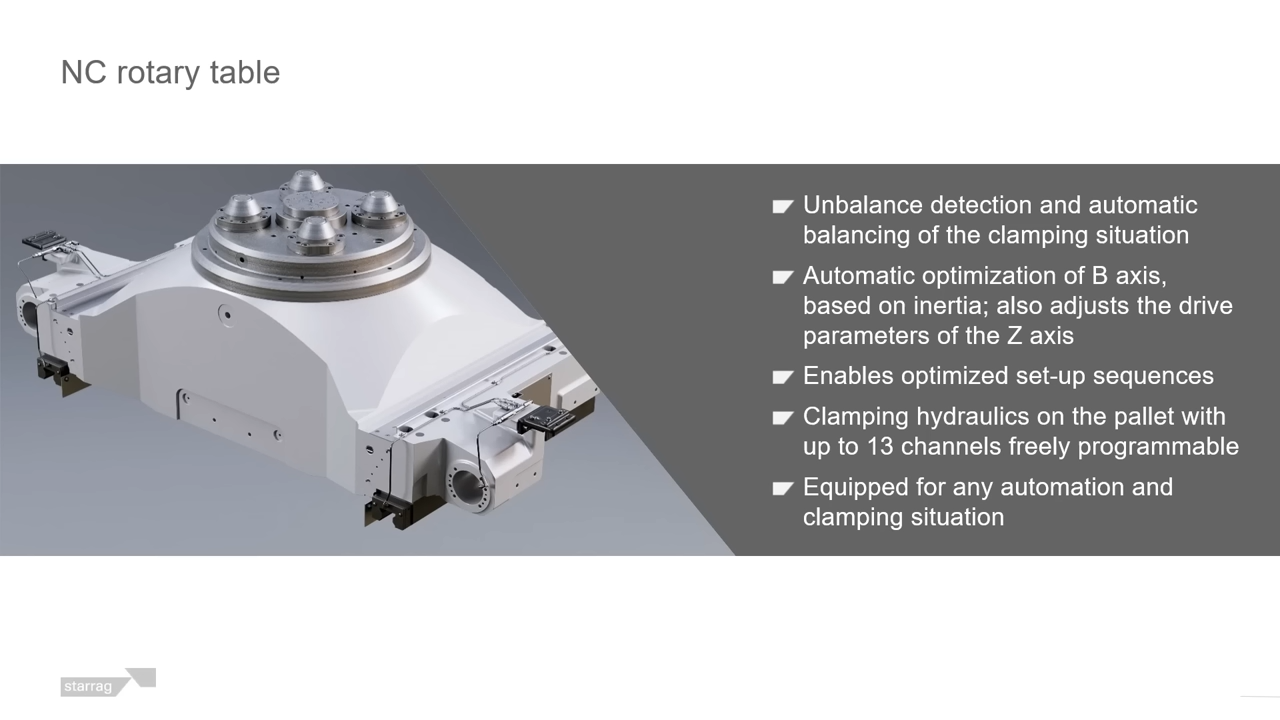 NC rotary table
Unbalance detection and automatic
balancing of the clamping situation
Automatic optimization of B axis,
based on inertia; also adjusts the drive
parameters of the Z axis
Enables optimized set-up sequences
Clamping hydraulics on the pallet with
up to 13 channels freely programmable
Equipped for any automation and
clamping situation
starrag